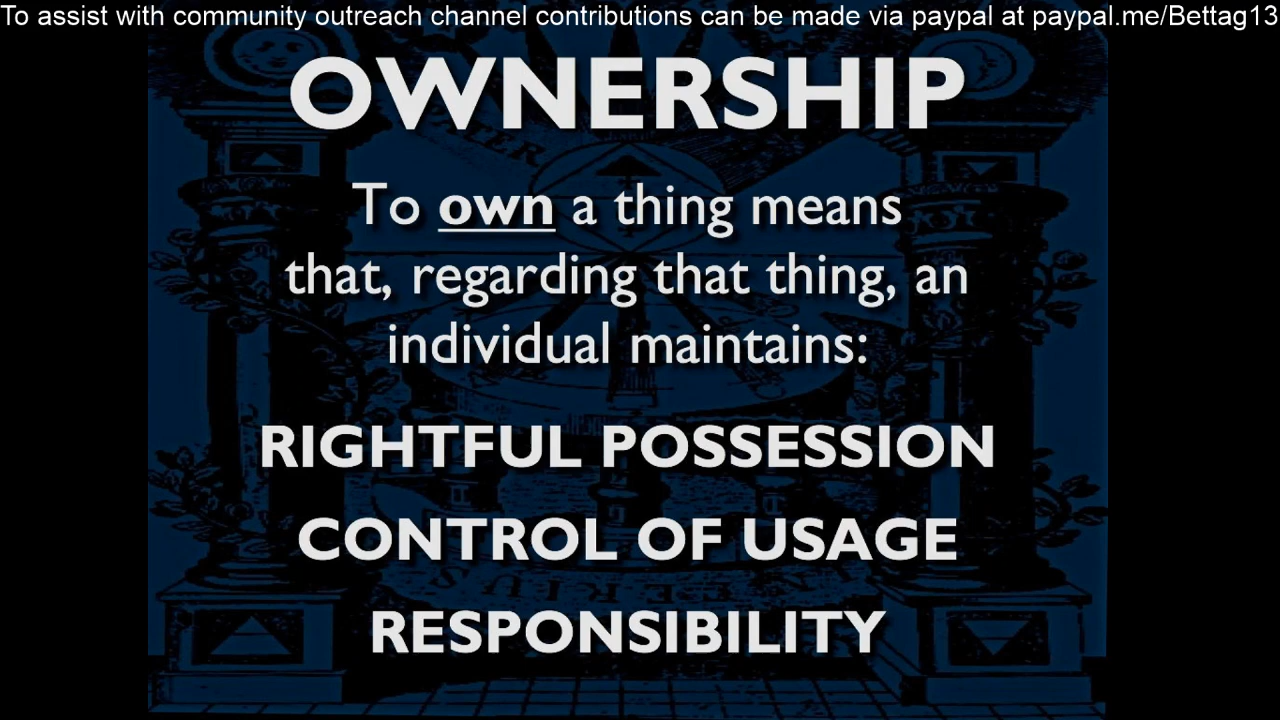 To assist with community outreach channel contributions can be made via paypal at paypal.me/Bettag13
OWNERSHIP
To own a thing means
that, regarding that thing, an
individual maintains:
RIGHTFUL POSSESSION
CONTROL OF USAGE
RESPONSIBILITY